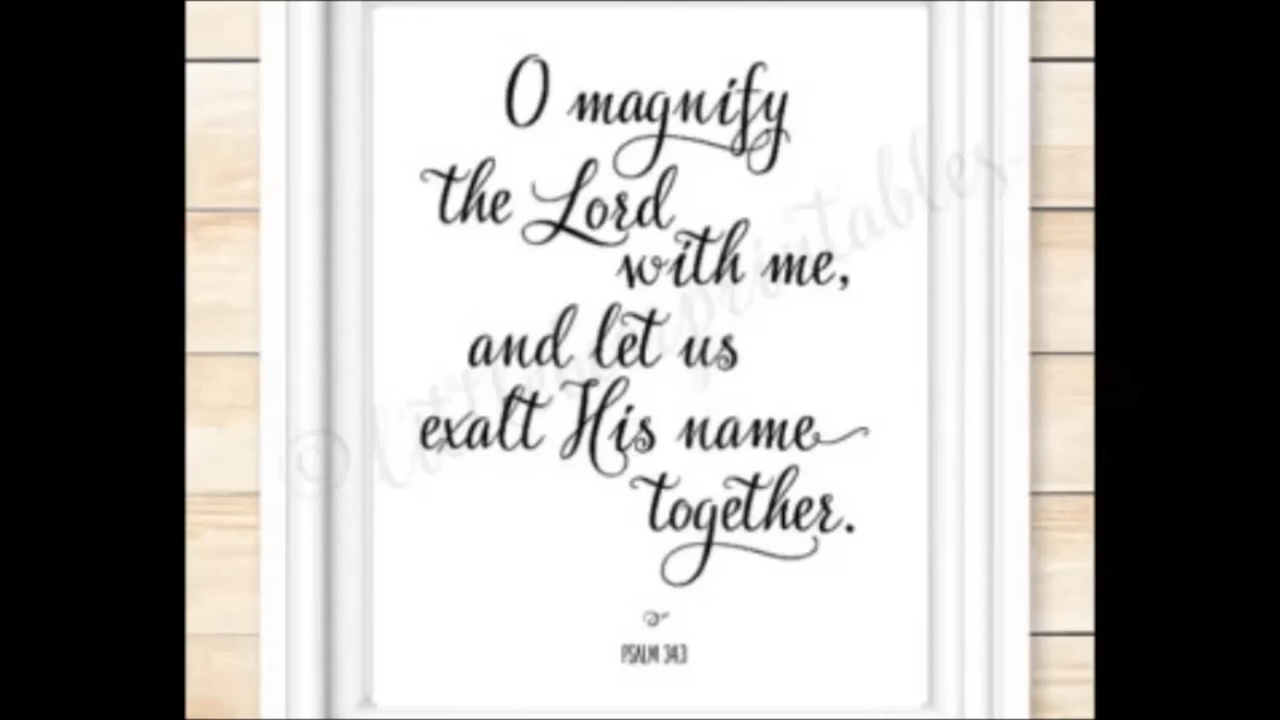 O magnify
the Lord
with me,
and let us
exalt His name
together.
PSALM 34:3